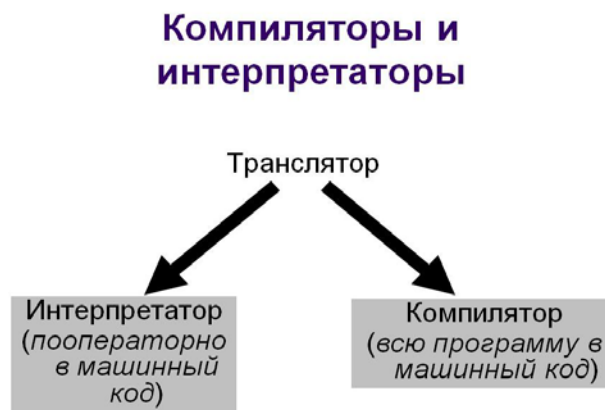 Компиляторы и
интерпретаторы
Транслятор
Интерпретатор
(пооператорно
в машинный
код)
Компилятор
(всю программу в
машинный код)